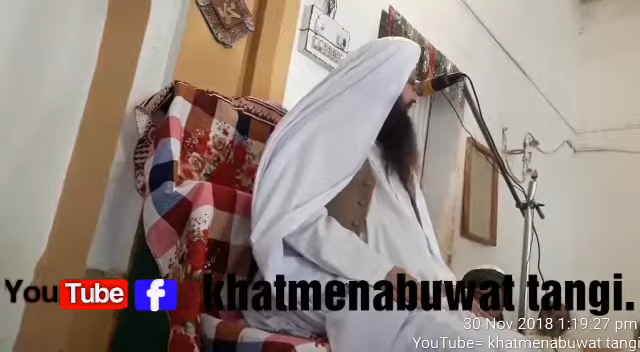 YouTube f khatmenabuwat tangi.
30 Nov 2018 1:19:27 pm
YouTube= khatmenabuwat tangi